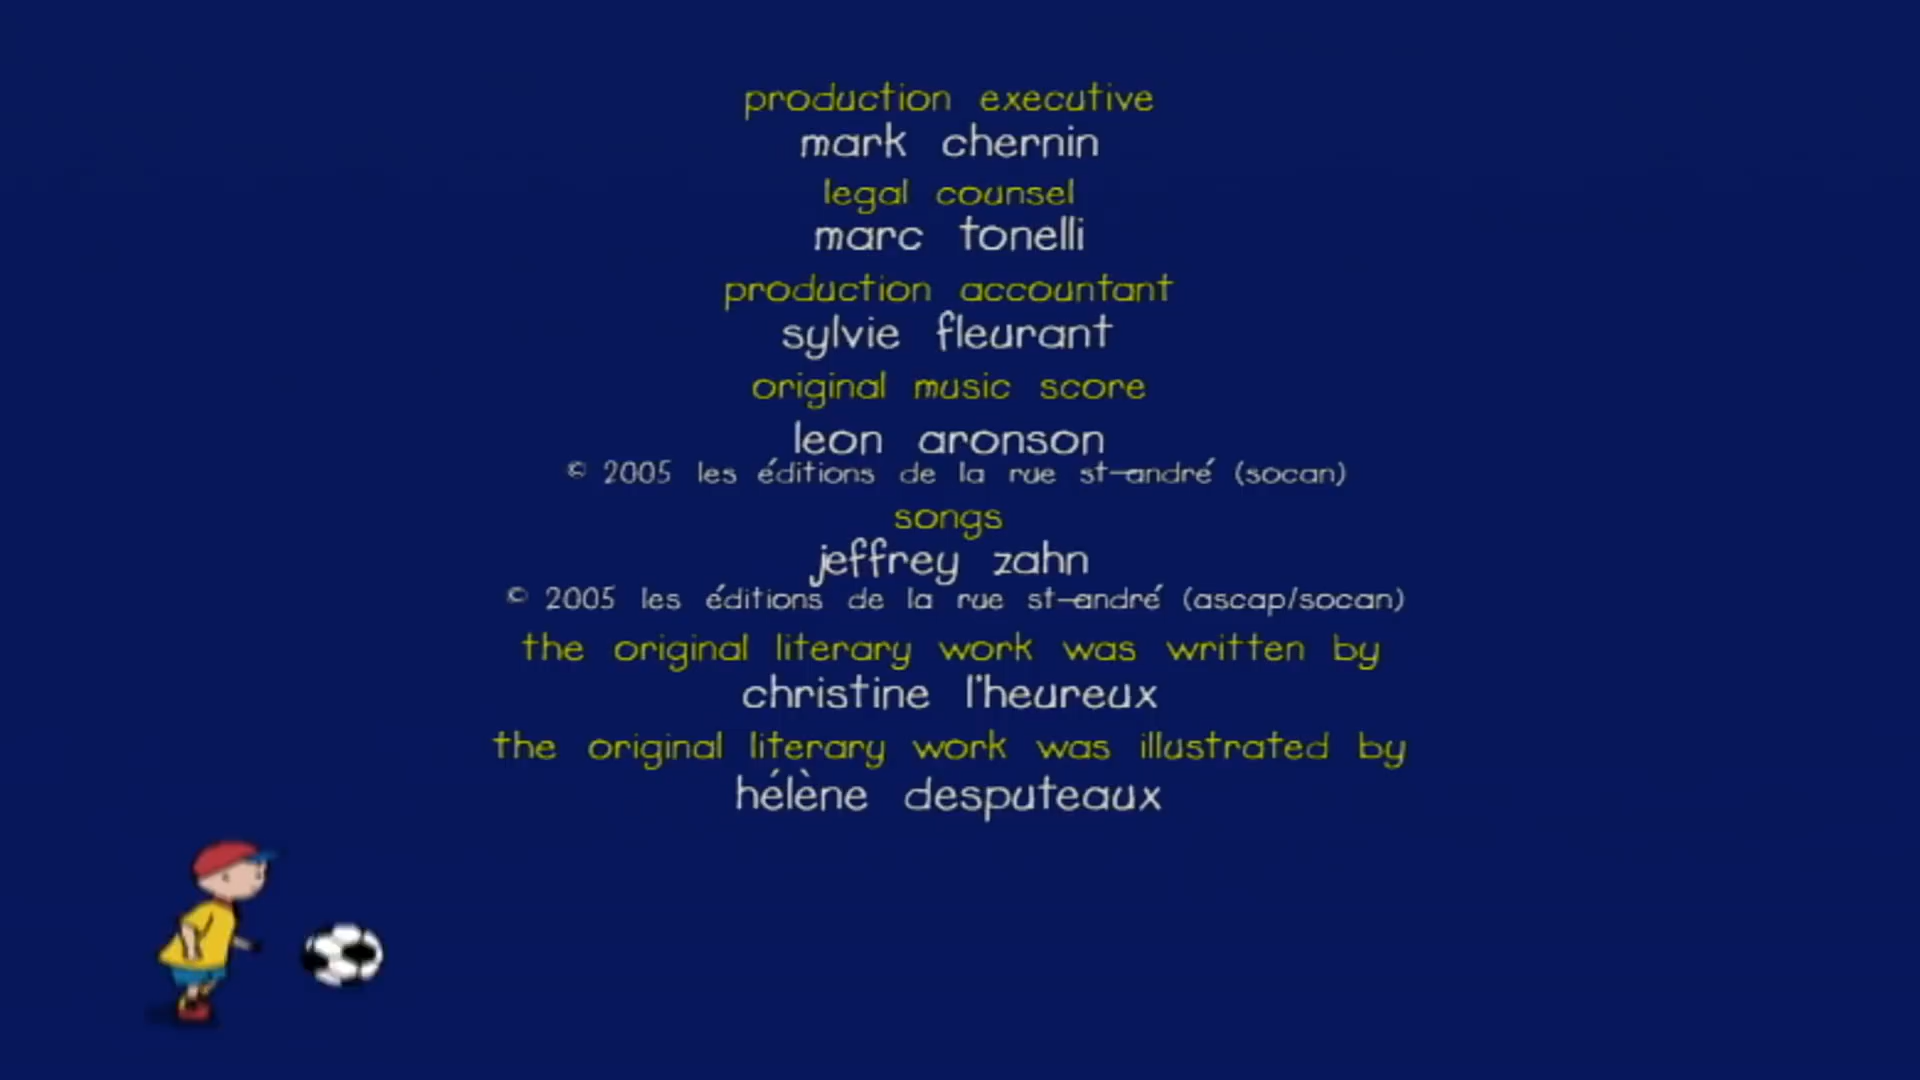 production executive
mark chernin
legal counsel
marc tonelli
production accountant
sylvie fleurant
original music score
leon aronson
© 2005 les éditions de la rue st-andré (socan)
songs
jeffrey zahn
© 2005 les éditions de la rue st-andré (ascap/socan)
the original literary work was written by
christine l'heureux
the original literary work was illustrated by
hélène desputeaux